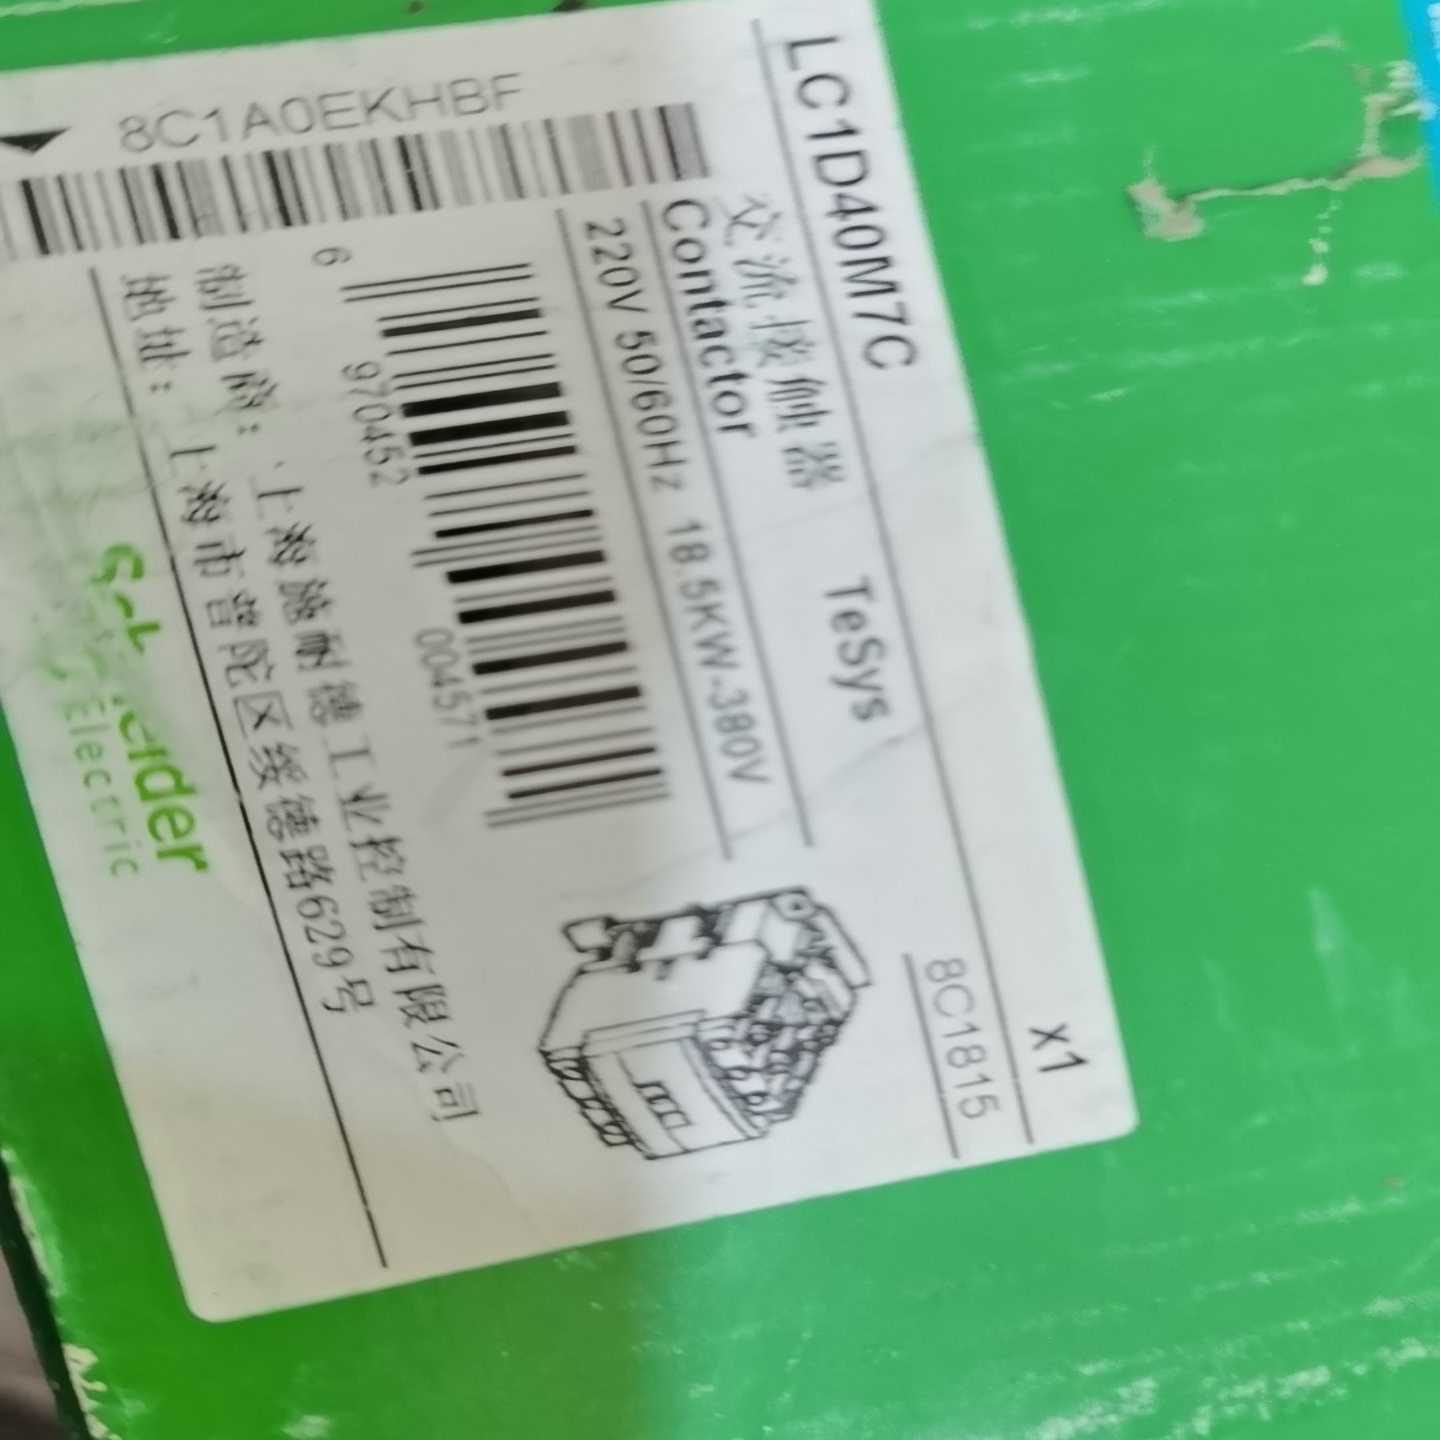 LC1D40M7C
x1
交流接触器 TeSys
8C1815
Contactor
220V 50/60Hz 18.5KW-380V
6 970452 004571
8C1A0EKHBF
制造商: 上海施耐德工业控制有限公司
地址: 上海市普陀区绥德路629号
Schneider
Electric